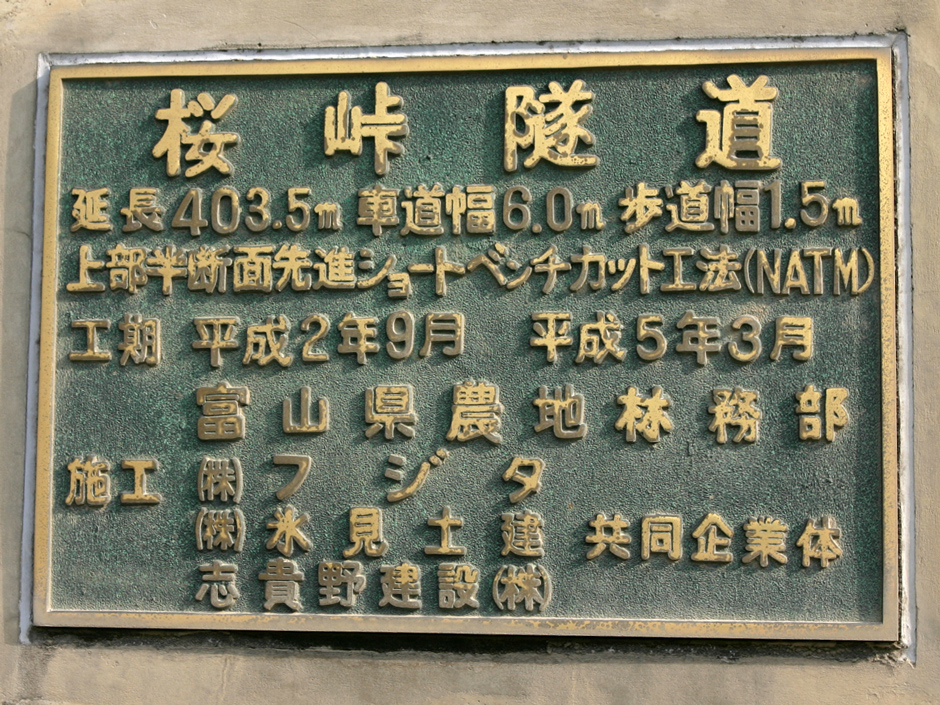 桜峠隧道
延長403.5m 車道幅6.0m 歩道幅1.5m
上部半断面先進ショートベンチカット工法(NATM)
工期 平成2年9月 平成5年3月
富山県農地林務部
施工 ㈱フジタ
㈱氷見土建 共同企業体
志貴野建設㈱